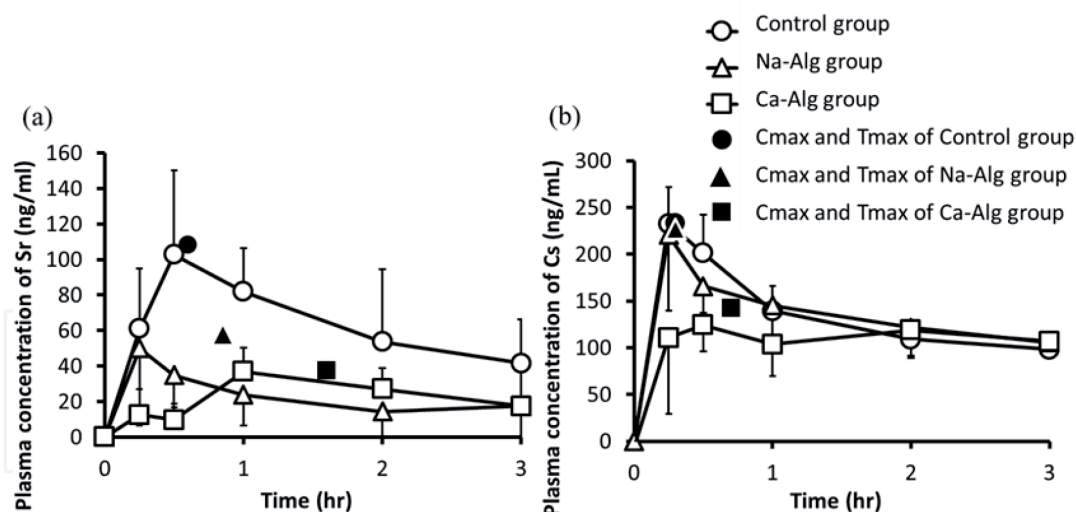 Control group
Na-Alg group
Ca-Alg group
Cmax and Tmax of Control group
Cmax and Tmax of Na-Alg group
Cmax and Tmax of Ca-Alg group
(a)
Plasma concentration of Sr (ng/ml)
160
140
120
100
80
60
40
20
0
0 1 2 3
Time (hr)
(b)
Plasma concentration of Cs (ng/mL)
300
250
200
150
100
50
0
0 1 2 3
Time (hr)